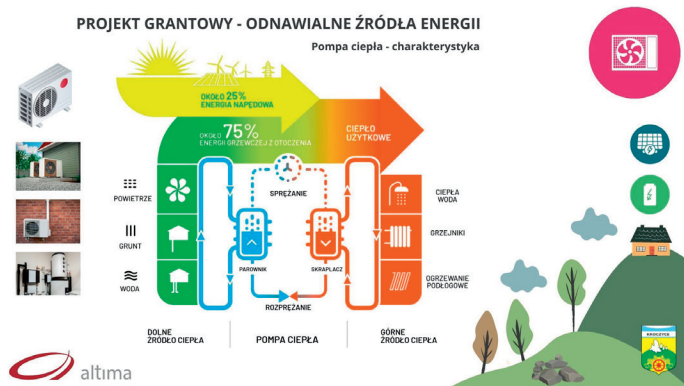 PROJEKT GRANTOWY - ODNAWIALNE ŹRÓDŁA ENERGII
Pompa ciepła - charakterystyka
OKOŁO 25%
ENERGIA NAPĘDOWA
OKOŁO 75%
ENERGII GRZEWCZEJ Z OTOCZENIA
CIEPŁO
UŻYTKOWE
POWIETRZE
GRUNT
WODA
SPRĘŻANIE
PAROWNIK
SKRAPLACZ
ROZPRĘŻANIE
CIEPŁA
WODA
GRZEJNIKI
OGRZEWANIE
PODŁOGOWE
DOLNE
ŹRÓDŁO CIEPŁA
POMPA CIEPŁA
GÓRNE
ŹRÓDŁO CIEPŁA
altıma
KROCZYCE